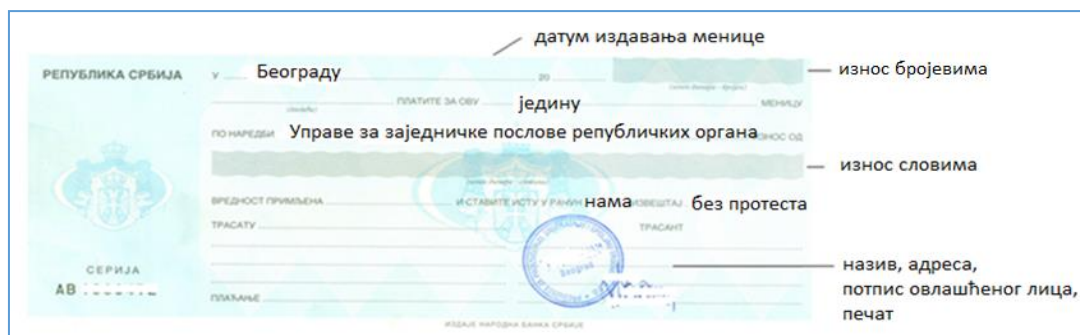 датум издавања менице
РЕПУБЛИКА СРБИЈА у Београду 20 износ бројевима
ПЛАТИТЕ ЗА ОВУ једину МЕНИЦУ
ПО НАРЕДБИ Управе за заједничке послове републичких органа ИЗНОС ОД
износ словима
ВРЕДНОСТ ПРИМЉЕНА И СТАВИТЕ ИСТУ У РАЧУН нама ИЗВЕШТАЈ без протеста
ТРАСАТУ ТРАСАНТ
СЕРИЈА назив, адреса,
АВ потпис овлашћеног лица,
ПЛАЋАЊЕ печат
ИЗДАЈЕ НАРОДНА БАНКА СРБИЈЕ